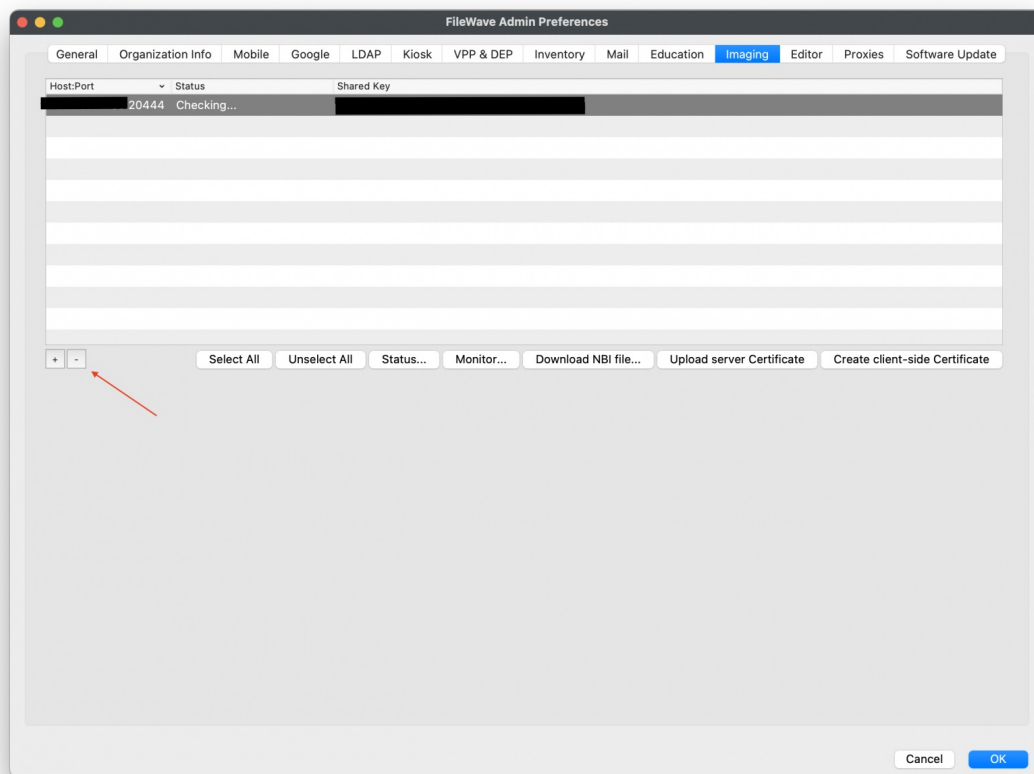 FileWave Admin Preferences
General Organization Info Mobile Google LDAP Kiosk VPP & DEP Inventory Mail Education Imaging Editor Proxies Software Update
Host:Port Status Shared Key
20444 Checking...
+ - Select All Unselect All Status... Monitor... Download NBI file... Upload server Certificate Create client-side Certificate
Cancel OK